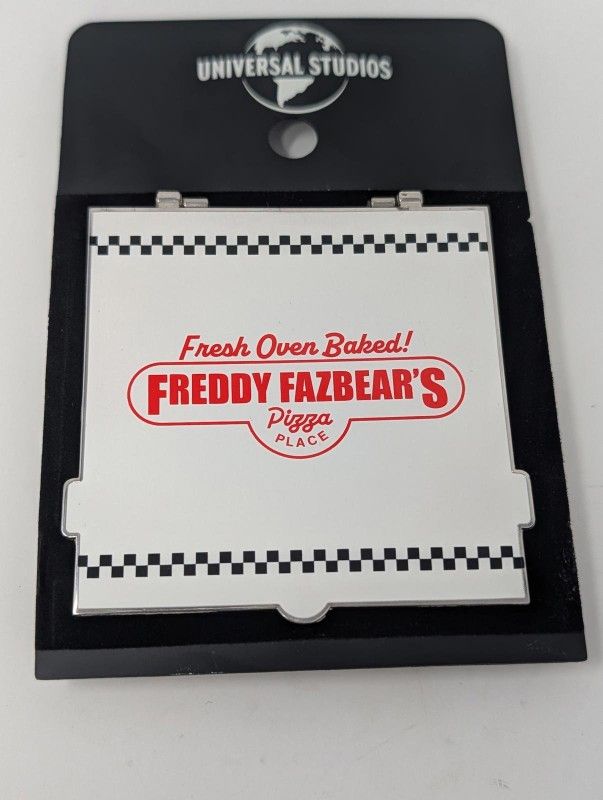 UNIVERSAL STUDIOS
Fresh Oven Baked!
FREDDY FAZBEAR'S
Pizza
PLACE